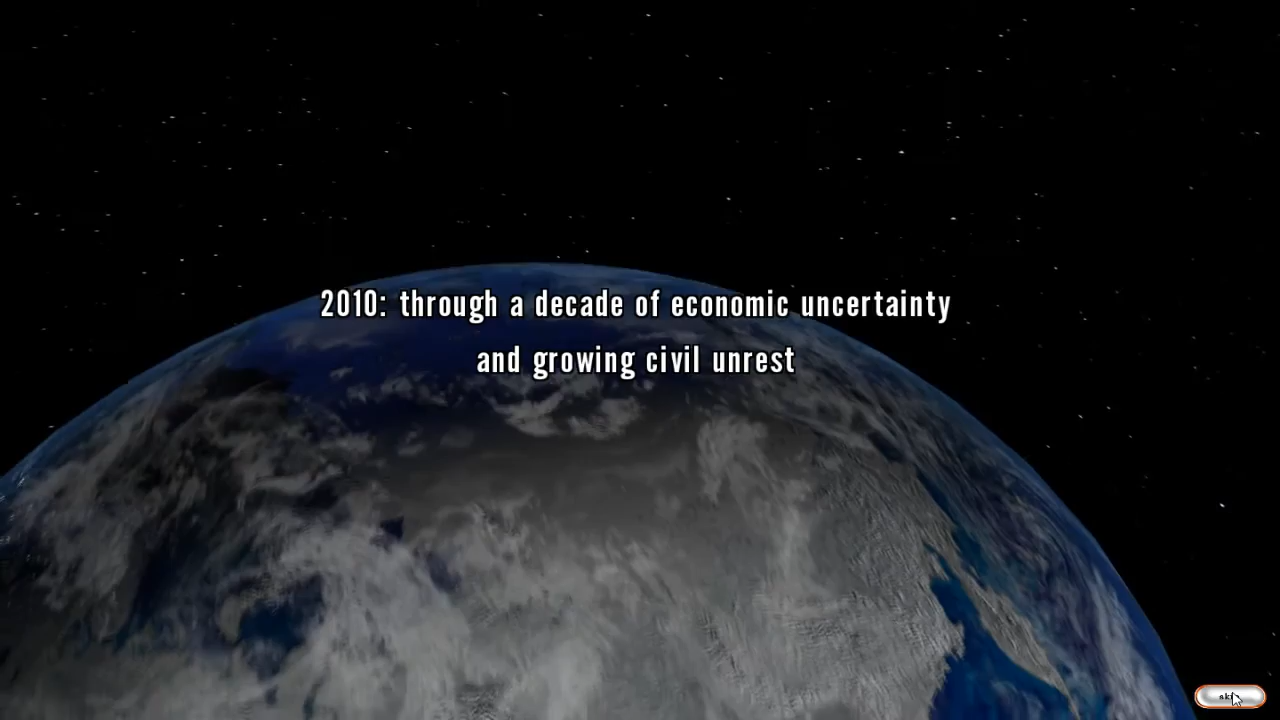 2010: through a decade of economic uncertainty
and growing civil unrest